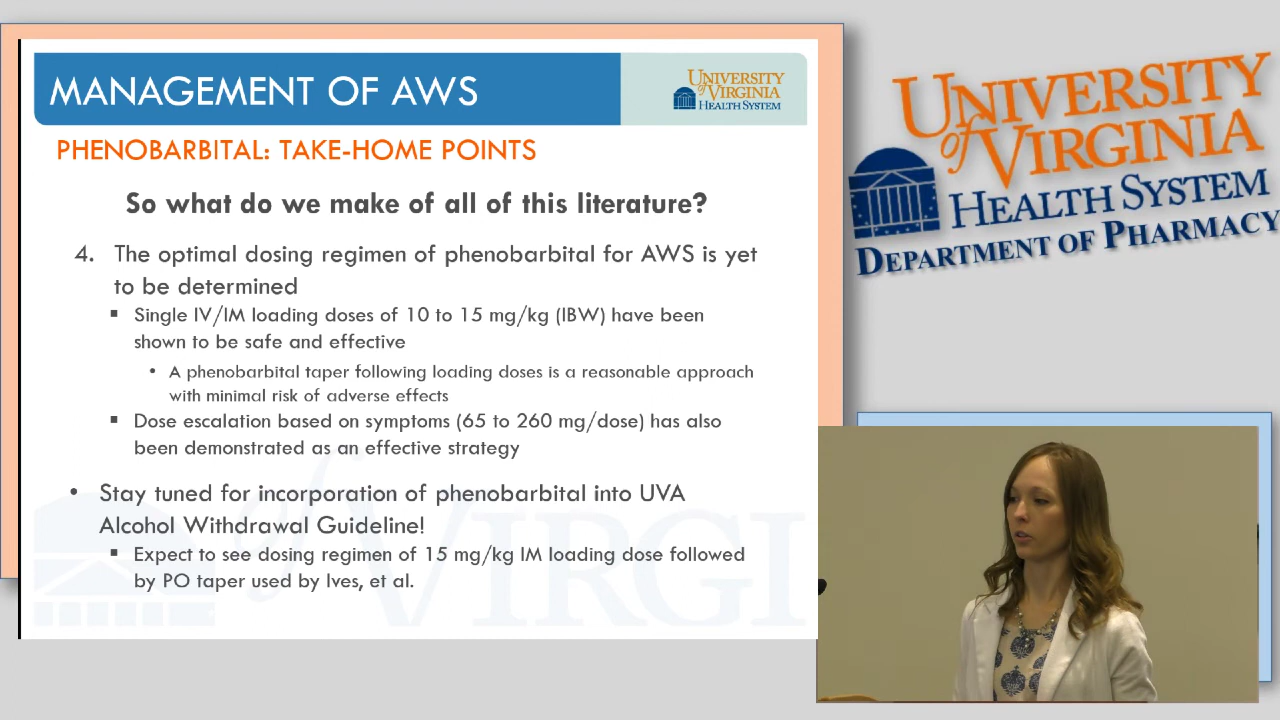 MANAGEMENT OF AWS
UNIVERSITY
of VIRGINIA
HEALTH SYSTEM
PHENOBARBITAL: TAKE-HOME POINTS
So what do we make of all of this literature?
4. The optimal dosing regimen of phenobarbital for AWS is yet
to be determined
▪ Single IV/IM loading doses of 10 to 15 mg/kg (IBW) have been
shown to be safe and effective
• A phenobarbital taper following loading doses is a reasonable approach
with minimal risk of adverse effects
▪ Dose escalation based on symptoms (65 to 260 mg/dose) has also
been demonstrated as an effective strategy
• Stay tuned for incorporation of phenobarbital into UVA
Alcohol Withdrawal Guideline!
▪ Expect to see dosing regimen of 15 mg/kg IM loading dose followed
by PO taper used by Ives, et al.
of VIRGI
UNIVERSITY
of VIRGINIA
HEALTH SYSTEM
DEPARTMENT OF PHARMACY